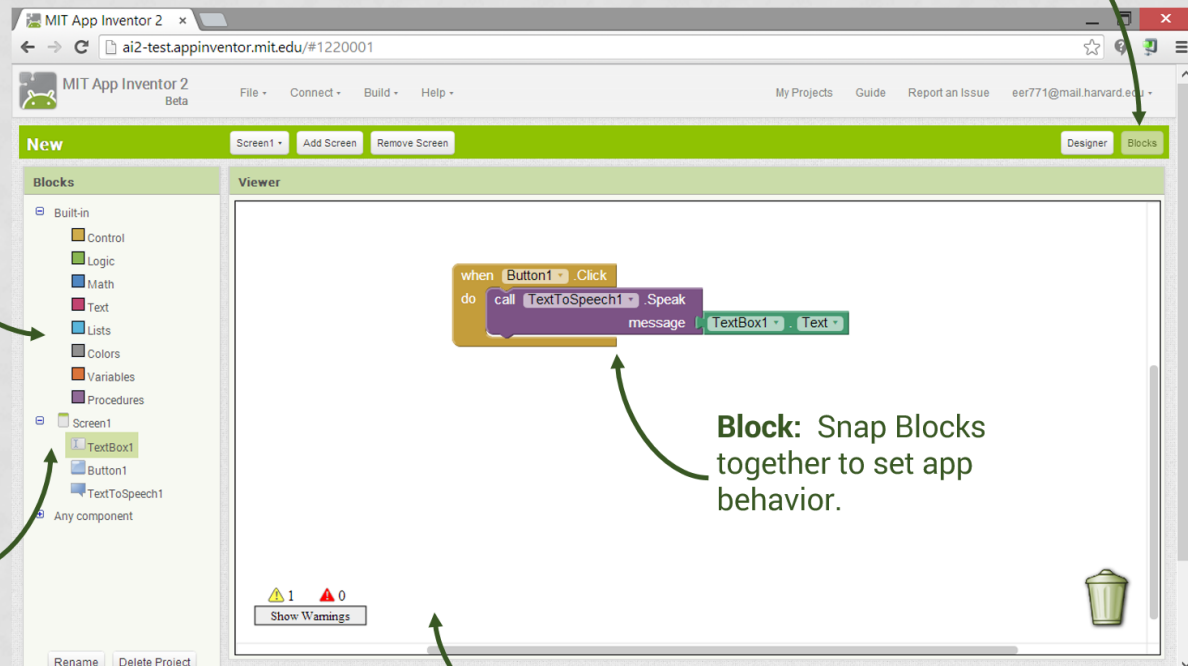 MIT App Inventor 2
ai2-test.appinventor.mit.edu/#1220001
MIT App Inventor 2
Beta
File Connect Build Help My Projects Guide Report an Issue eer771@mail.harvard.edu
New Screen1 Add Screen Remove Screen Designer Blocks
Blocks
Viewer
Built-in
Control
Logic
Math
Text
Lists
Colors
Variables
Procedures
Screen1
TextBox1
Button1
TextToSpeech1
Any component
when Button1 .Click
do call TextToSpeech1 .Speak
message TextBox1 . Text
Block: Snap Blocks
together to set app
behavior.
1 0
Show Warnings
Rename Delete Project